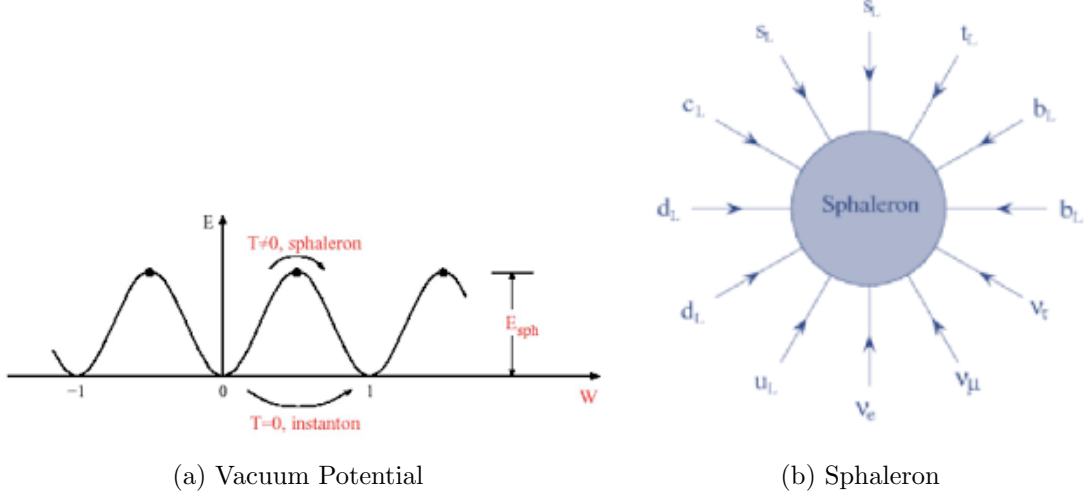 E
T≠0, sphaleron
E_sph
−1
0
1
W
T=0, instanton
(a) Vacuum Potential
s_L
s_L
t_L
c_L
b_L
Sphaleron
d_L
b_L
d_L
ν_τ
u_L
ν_μ
ν_e
(b) Sphaleron